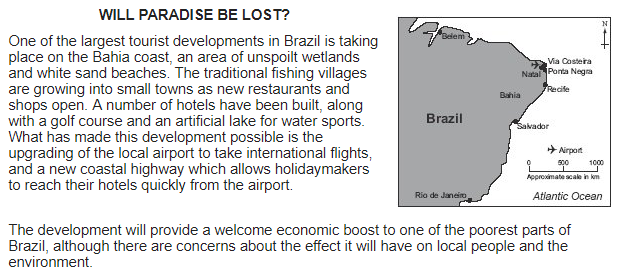 WILL PARADISE BE LOST?
One of the largest tourist developments in Brazil is taking
place on the Bahia coast, an area of unspoilt wetlands
and white sand beaches. The traditional fishing villages
are growing into small towns as new restaurants and
shops open. A number of hotels have been built, along
with a golf course and an artificial lake for water sports.
What has made this development possible is the
upgrading of the local airport to take international flights,
and a new coastal highway which allows holidaymakers
to reach their hotels quickly from the airport.
N
Belem
Via Costeira
Natal
Ponta Negra
Recife
Bahia
Brazil
Salvador
Airport
0 500 1000
Approximate scale in km
Rio de Janeiro
Atlantic Ocean
The development will provide a welcome economic boost to one of the poorest parts of
Brazil, although there are concerns about the effect it will have on local people and the
environment.